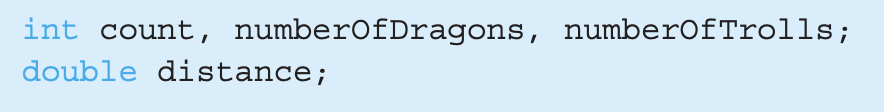 int count, numberOfDragons, numberOfTrolls;
double distance;